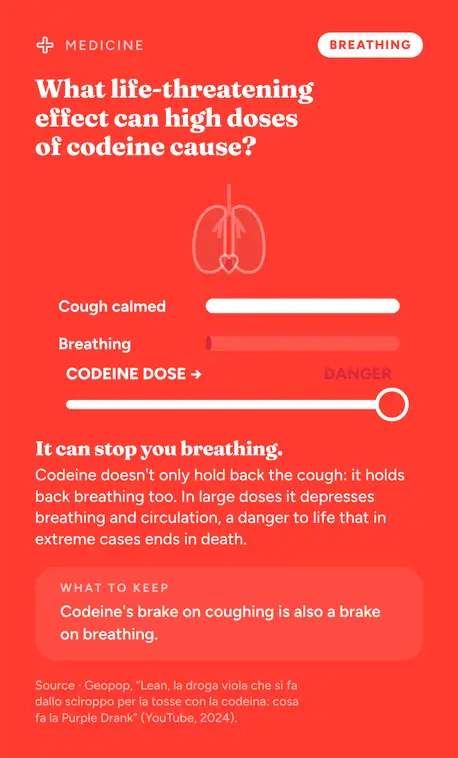 MEDICINE
BREATHING
What life-threatening
effect can high doses
of codeine cause?
Cough calmed
Breathing
CODEINE DOSE →
DANGER
It can stop you breathing.
Codeine doesn't only hold back the cough: it holds
back breathing too. In large doses it depresses
breathing and circulation, a danger to life that in
extreme cases ends in death.
WHAT TO KEEP
Codeine's brake on coughing is also a brake
on breathing.
Source · Geopop, “Lean, la droga viola che si fa
dallo sciroppo per la tosse con la codeina: cosa
fa la Purple Drank” (YouTube, 2024).